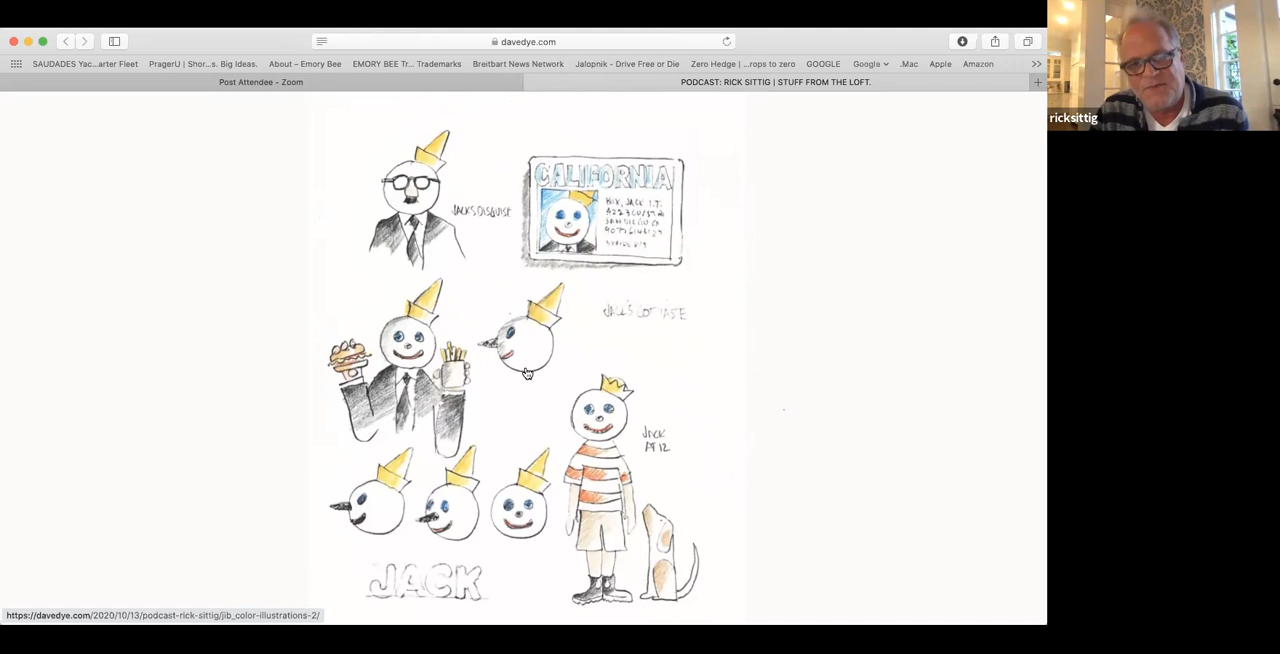 davedye.com
SAUDADES Yac...arter Fleet PragerU | Shor...s. Big Ideas. About – Emory Bee EMORY BEE Tr... Trademarks Breitbart News Network Jalopnik - Drive Free or Die Zero Hedge | ...rops to zero GOOGLE Google .Mac Apple Amazon
Post Attendee - Zoom PODCAST: RICK SITTIG | STUFF FROM THE LOFT.
ricksittig
JACK'S DISGUISE
CALIFORNIA
BOX, JACK I.T.
JACK'S
JACK
AT 12
JACK
https://davedye.com/2020/10/13/podcast-rick-sittig/jib_color-illustrations-2/